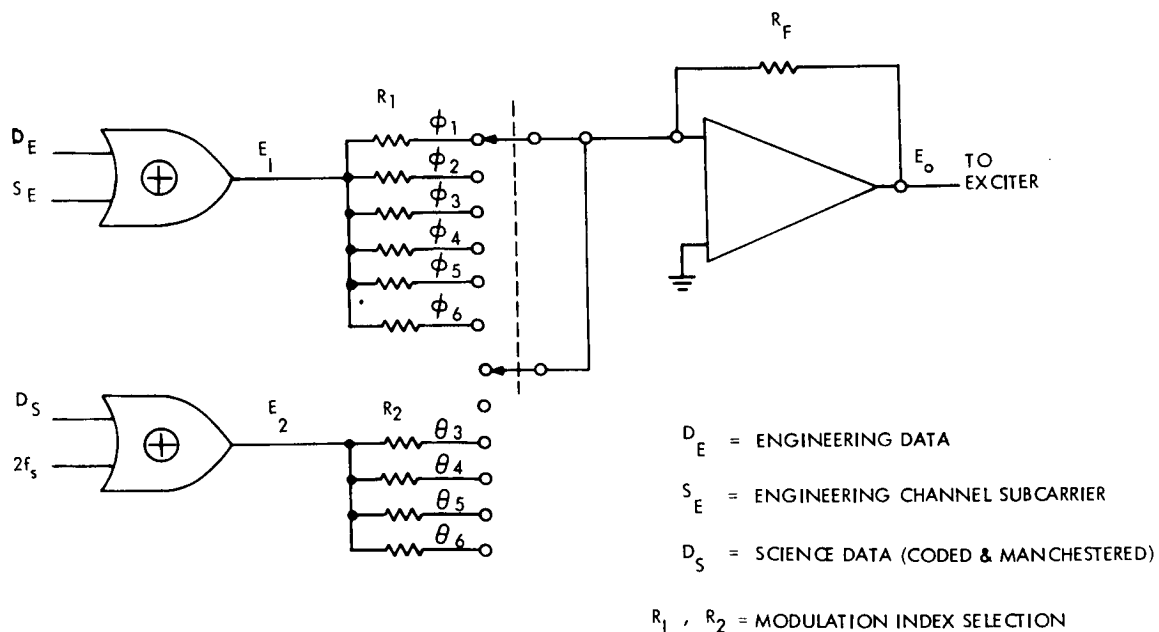 R_F
R_1
D_E
S_E
⊕
E_1
ϕ_1
ϕ_2
ϕ_3
ϕ_4
ϕ_5
ϕ_6
E_o
TO
EXCITER
D_S
2f_s
⊕
E_2
R_2
θ_3
θ_4
θ_5
θ_6
D_E = ENGINEERING DATA
S_E = ENGINEERING CHANNEL SUBCARRIER
D_S = SCIENCE DATA (CODED & MANCHESTERED)
R_1 , R_2 = MODULATION INDEX SELECTION